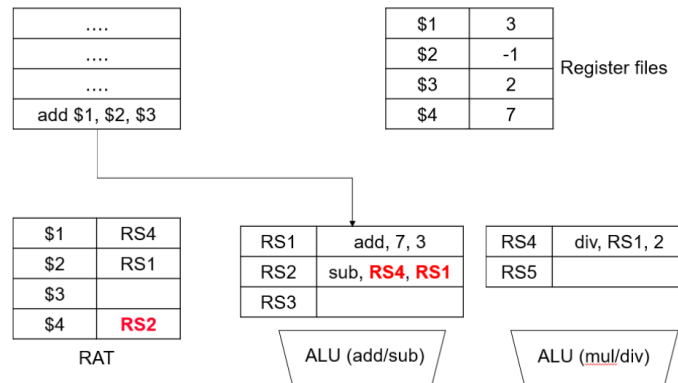 ....
....
....
add $1, $2, $3
$1 3
$2 -1
$3 2
$4 7
Register files
$1 RS4
$2 RS1
$3
$4 RS2
RAT
RS1 add, 7, 3
RS2 sub, RS4, RS1
RS3
ALU (add/sub)
RS4 div, RS1, 2
RS5
ALU (mul/div)